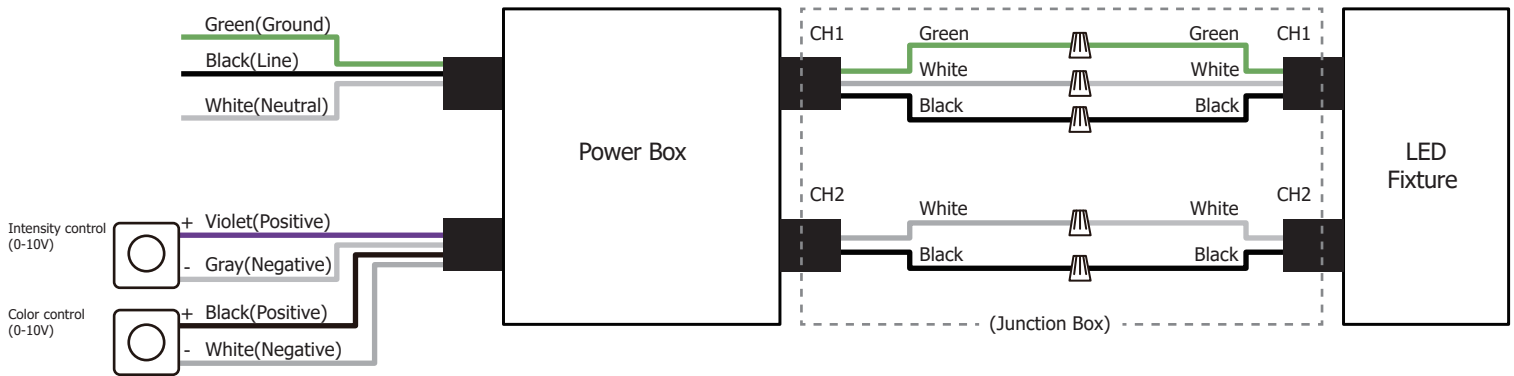 Green(Ground)
Black(Line)
White(Neutral)
Intensity control
(0-10V)
+ Violet(Positive)
- Gray(Negative)
Color control
(0-10V)
+ Black(Positive)
- White(Negative)
Power Box
CH1
Green
White
Black
Green
White
Black
CH1
CH2
White
Black
White
Black
CH2
(Junction Box)
LED
Fixture